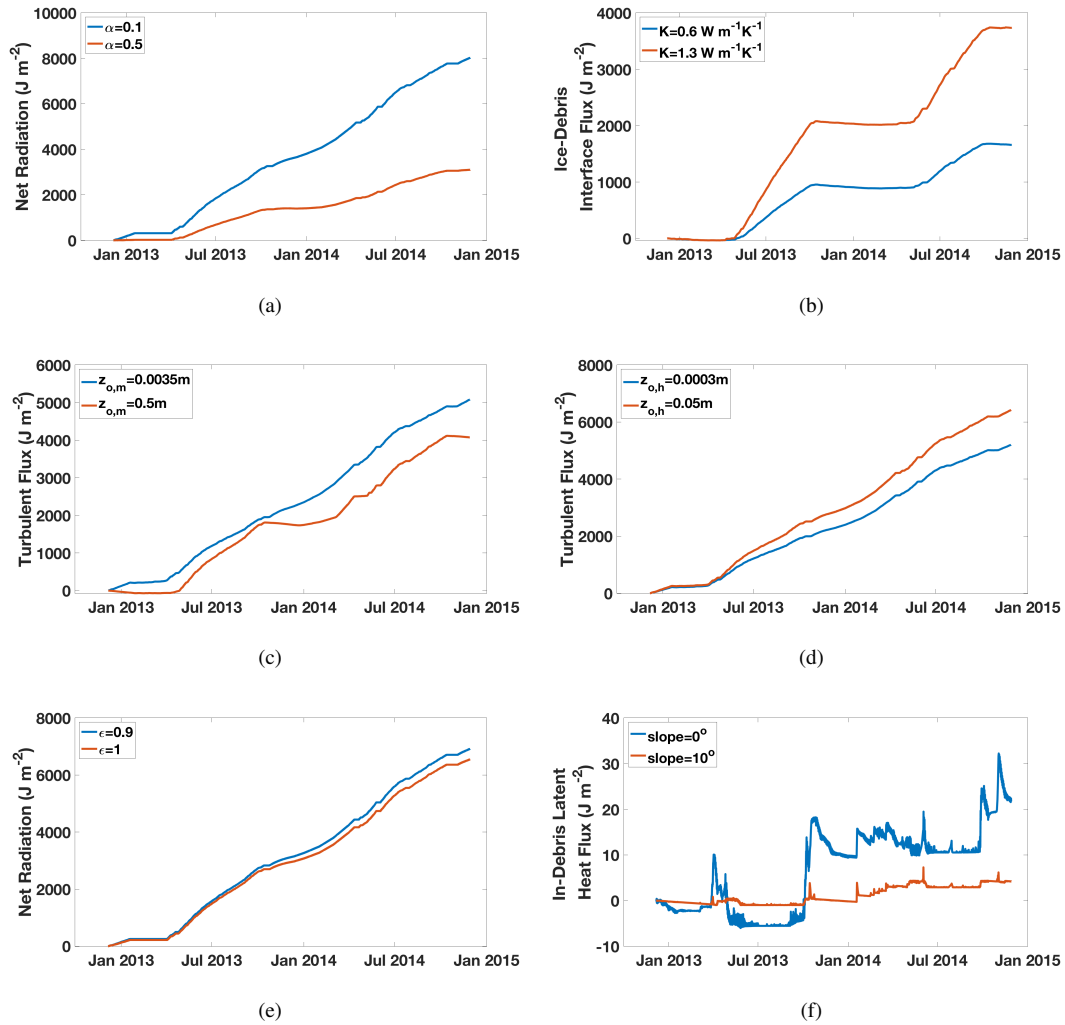 10000
8000
6000
4000
2000
0
Net Radiation (J m⁻²)
α=0.1
α=0.5
Jan 2013 Jul 2013 Jan 2014 Jul 2014 Jan 2015
(a)
4000
3000
2000
1000
0
Ice-Debris
Interface Flux (J m⁻²)
K=0.6 W m⁻¹K⁻¹
K=1.3 W m⁻¹K⁻¹
Jan 2013 Jul 2013 Jan 2014 Jul 2014 Jan 2015
(b)
6000
5000
4000
3000
2000
1000
0
Turbulent Flux (J m⁻²)
z_{o,m}=0.0035m
z_{o,m}=0.5m
Jan 2013 Jul 2013 Jan 2014 Jul 2014 Jan 2015
(c)
8000
6000
4000
2000
0
Turbulent Flux (J m⁻²)
z_{o,h}=0.0003m
z_{o,h}=0.05m
Jan 2013 Jul 2013 Jan 2014 Jul 2014 Jan 2015
(d)
8000
6000
4000
2000
0
Net Radiation (J m⁻²)
ϵ=0.9
ϵ=1
Jan 2013 Jul 2013 Jan 2014 Jul 2014 Jan 2015
(e)
40
30
20
10
0
-10
In-Debris Latent
Heat Flux (J m⁻²)
slope=0°
slope=10°
Jan 2013 Jul 2013 Jan 2014 Jul 2014 Jan 2015
(f)